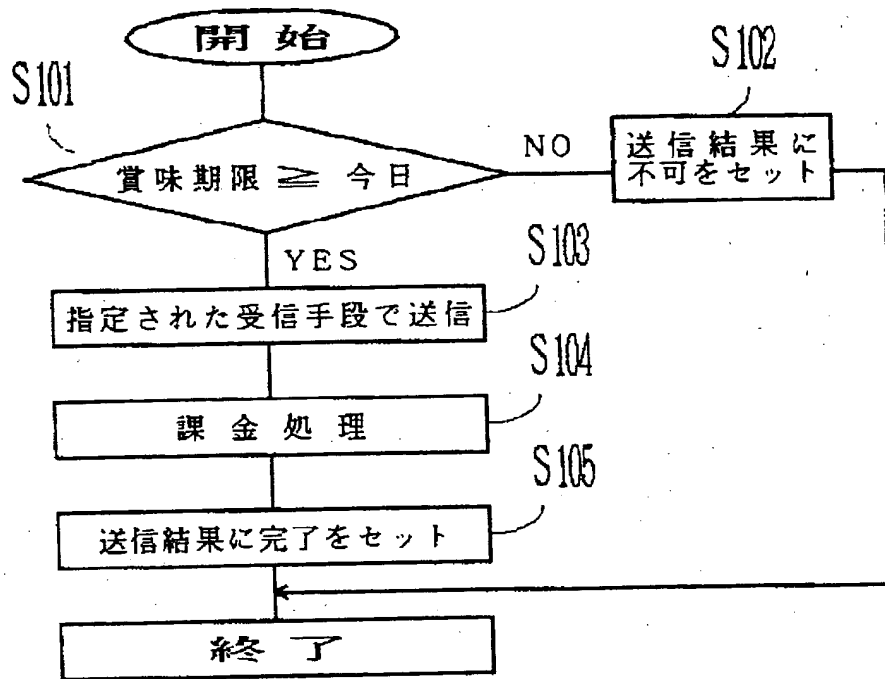 開始
S101
賞味期限 ≧ 今日
NO
S102
送信結果に
不可をセット
YES
S103
指定された受信手段で送信
S104
課金処理
S105
送信結果に完了をセット
終了